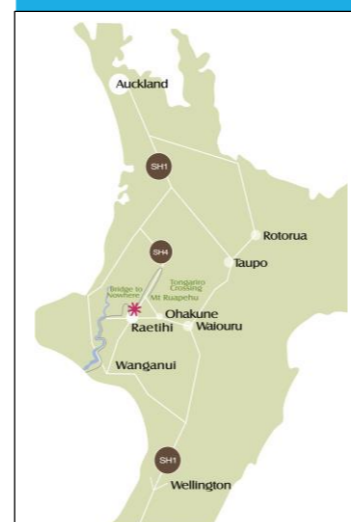 Auckland
SH1
Rotorua
SH4
Taupo
Bridge to
Nowhere
Tongariro
Crossing
Mt Ruapehu
Ohakune
Raetihi
Waiouru
Wanganui
SH1
Wellington